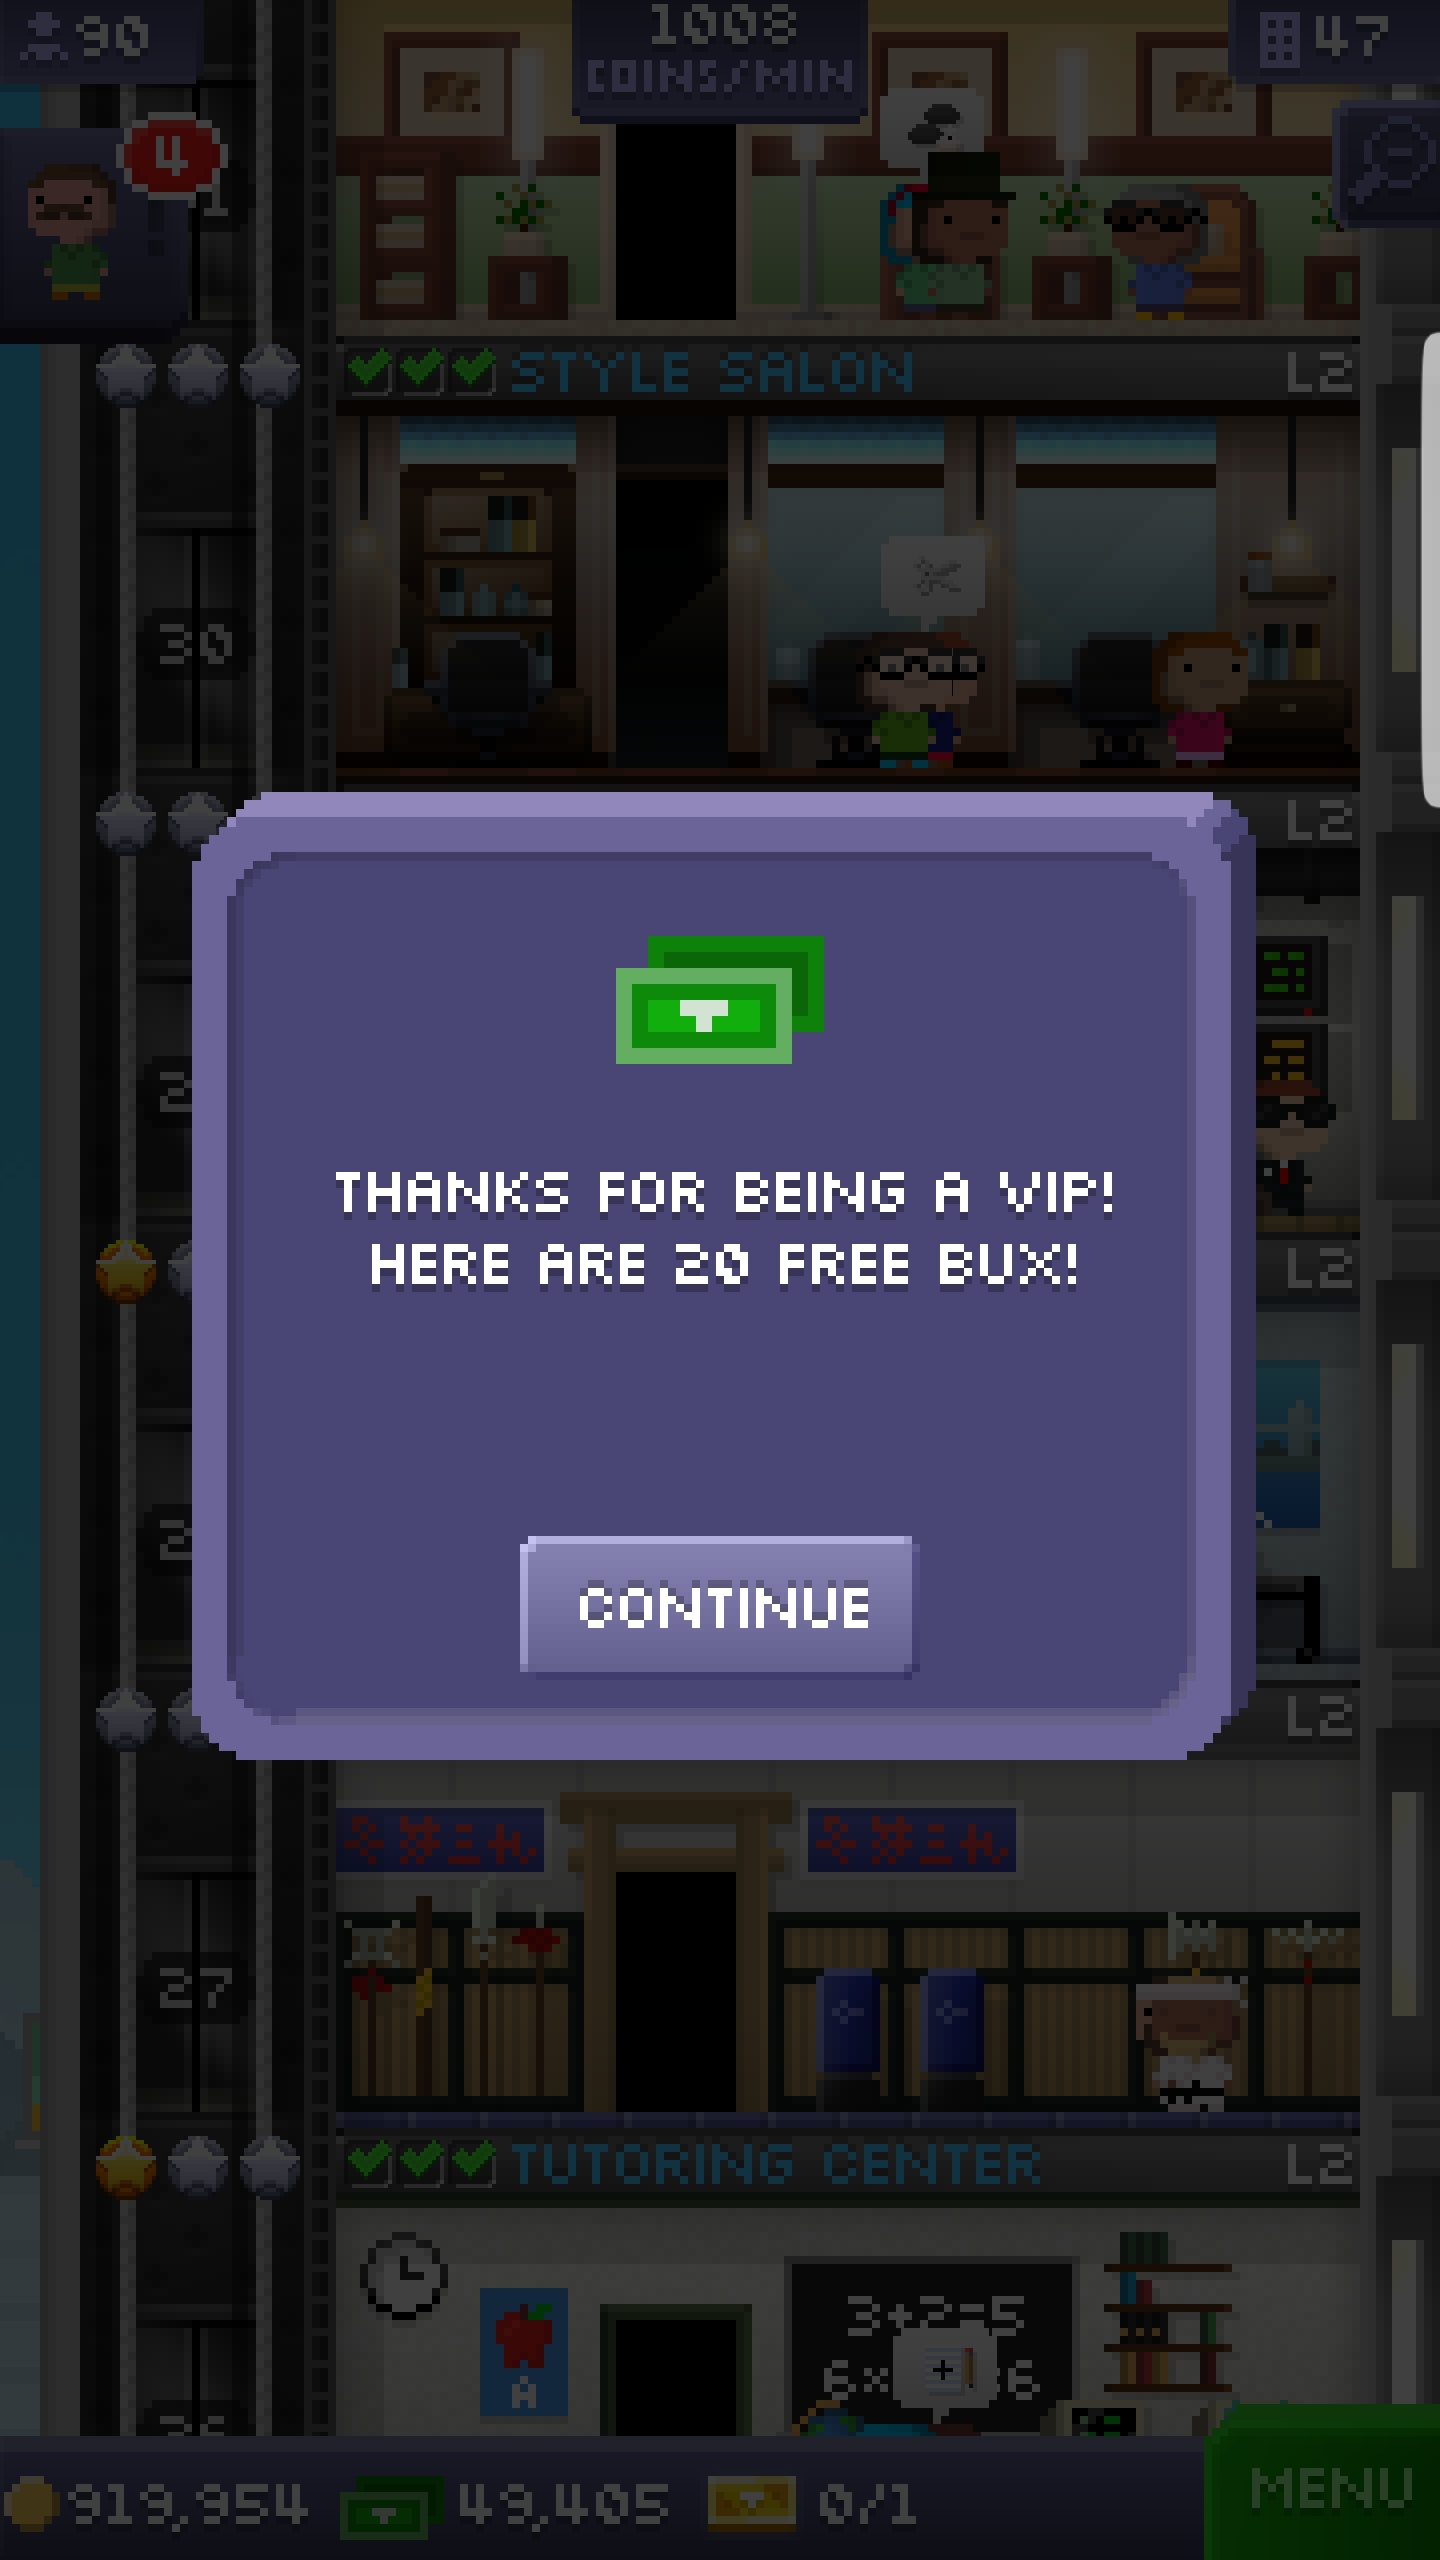 90
1008
COINS/MIN
47
4
STYLE SALON L2
30
L2
L2
L2
27
TUTORING CENTER L2
3+2=5
A
919,954 49,405 0/1
MENU
THANKS FOR BEING A VIP!
HERE ARE 20 FREE BUX!
CONTINUE